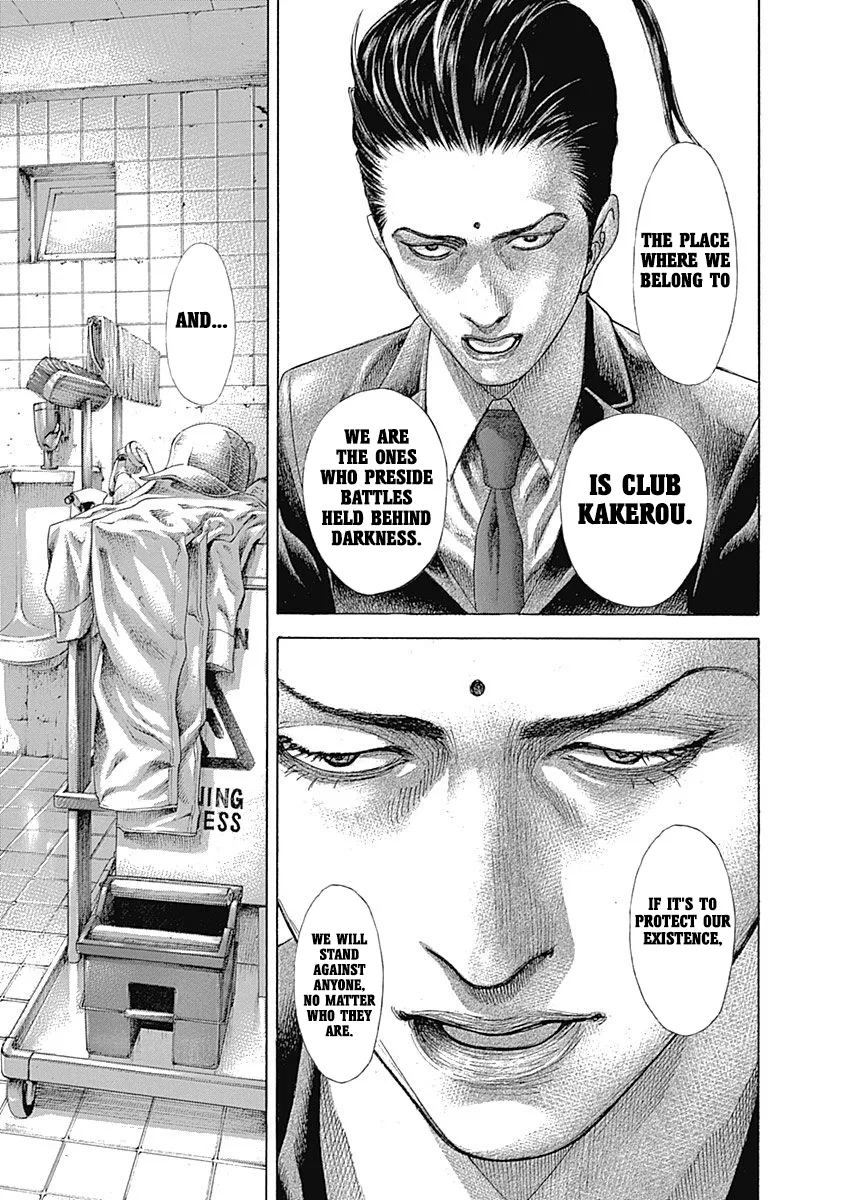 THE PLACE
WHERE WE
BELONG TO
IS CLUB
KAKEROU.
WE ARE
THE ONES
WHO PRESIDE
BATTLES
HELD BEHIND
DARKNESS.
IF IT'S TO
PROTECT OUR
EXISTENCE,
WE WILL
STAND
AGAINST
ANYONE,
NO MATTER
WHO THEY
ARE.
AND...
N
ING
ESS